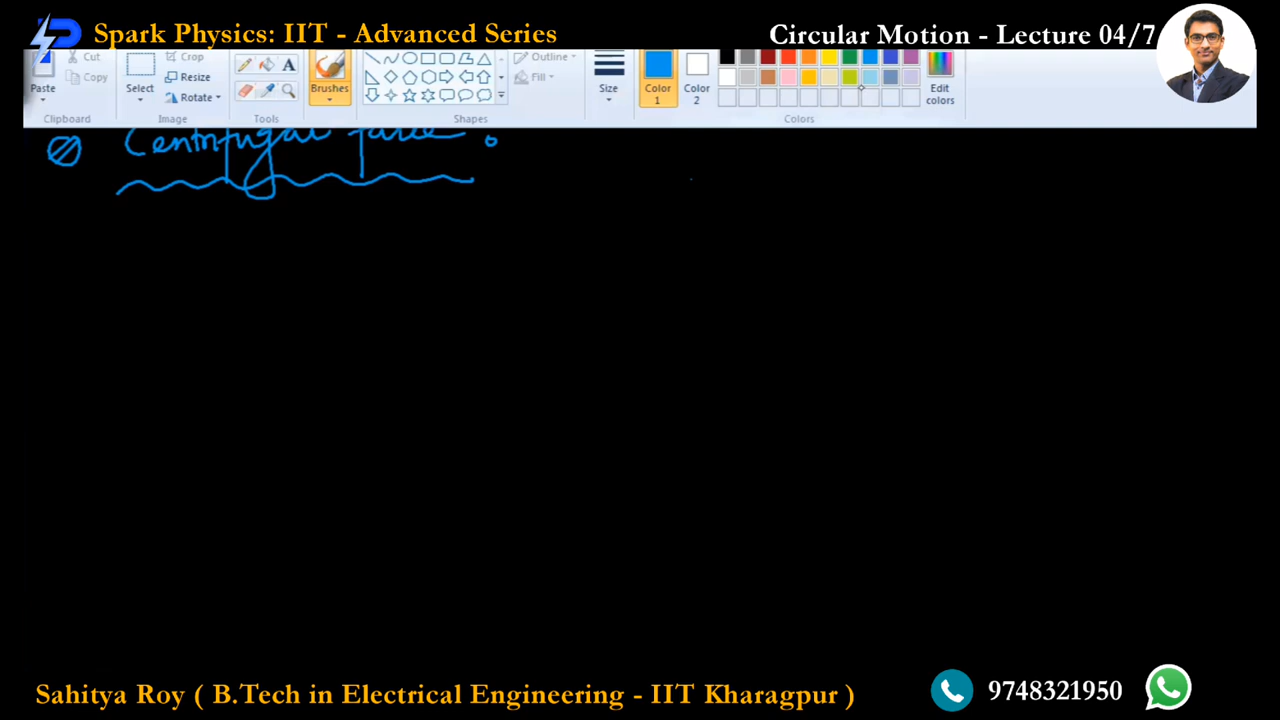 Spark Physics: IIT - Advanced Series
Circular Motion - Lecture 04/7
Paste
Cut
Copy
Clipboard
Select
Crop
Resize
Rotate
Image
A
Tools
Brushes
Outline
Fill
Shapes
Size
Color 1
Color 2
Edit colors
Colors
Centrifugal force :
Sahitya Roy ( B.Tech in Electrical Engineering - IIT Kharagpur )
9748321950